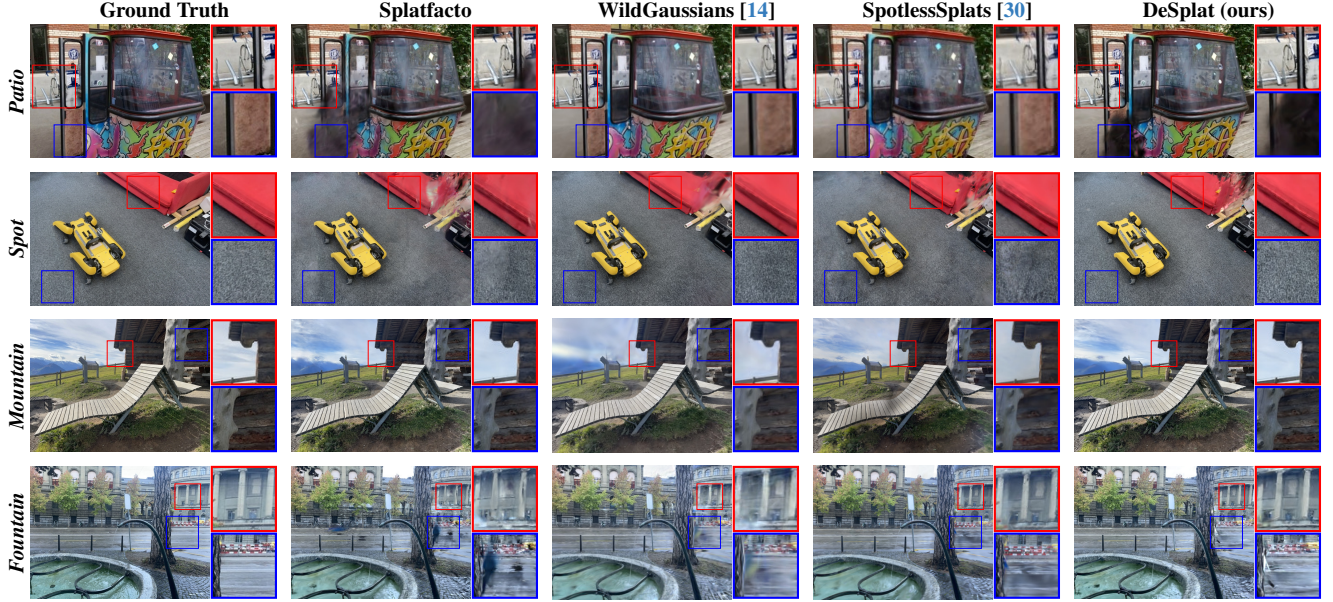 Ground Truth Splatfacto WildGaussians [14] SpotlessSplats [30] DeSplat (ours)
Patio
Spot
Mountain
Fountain